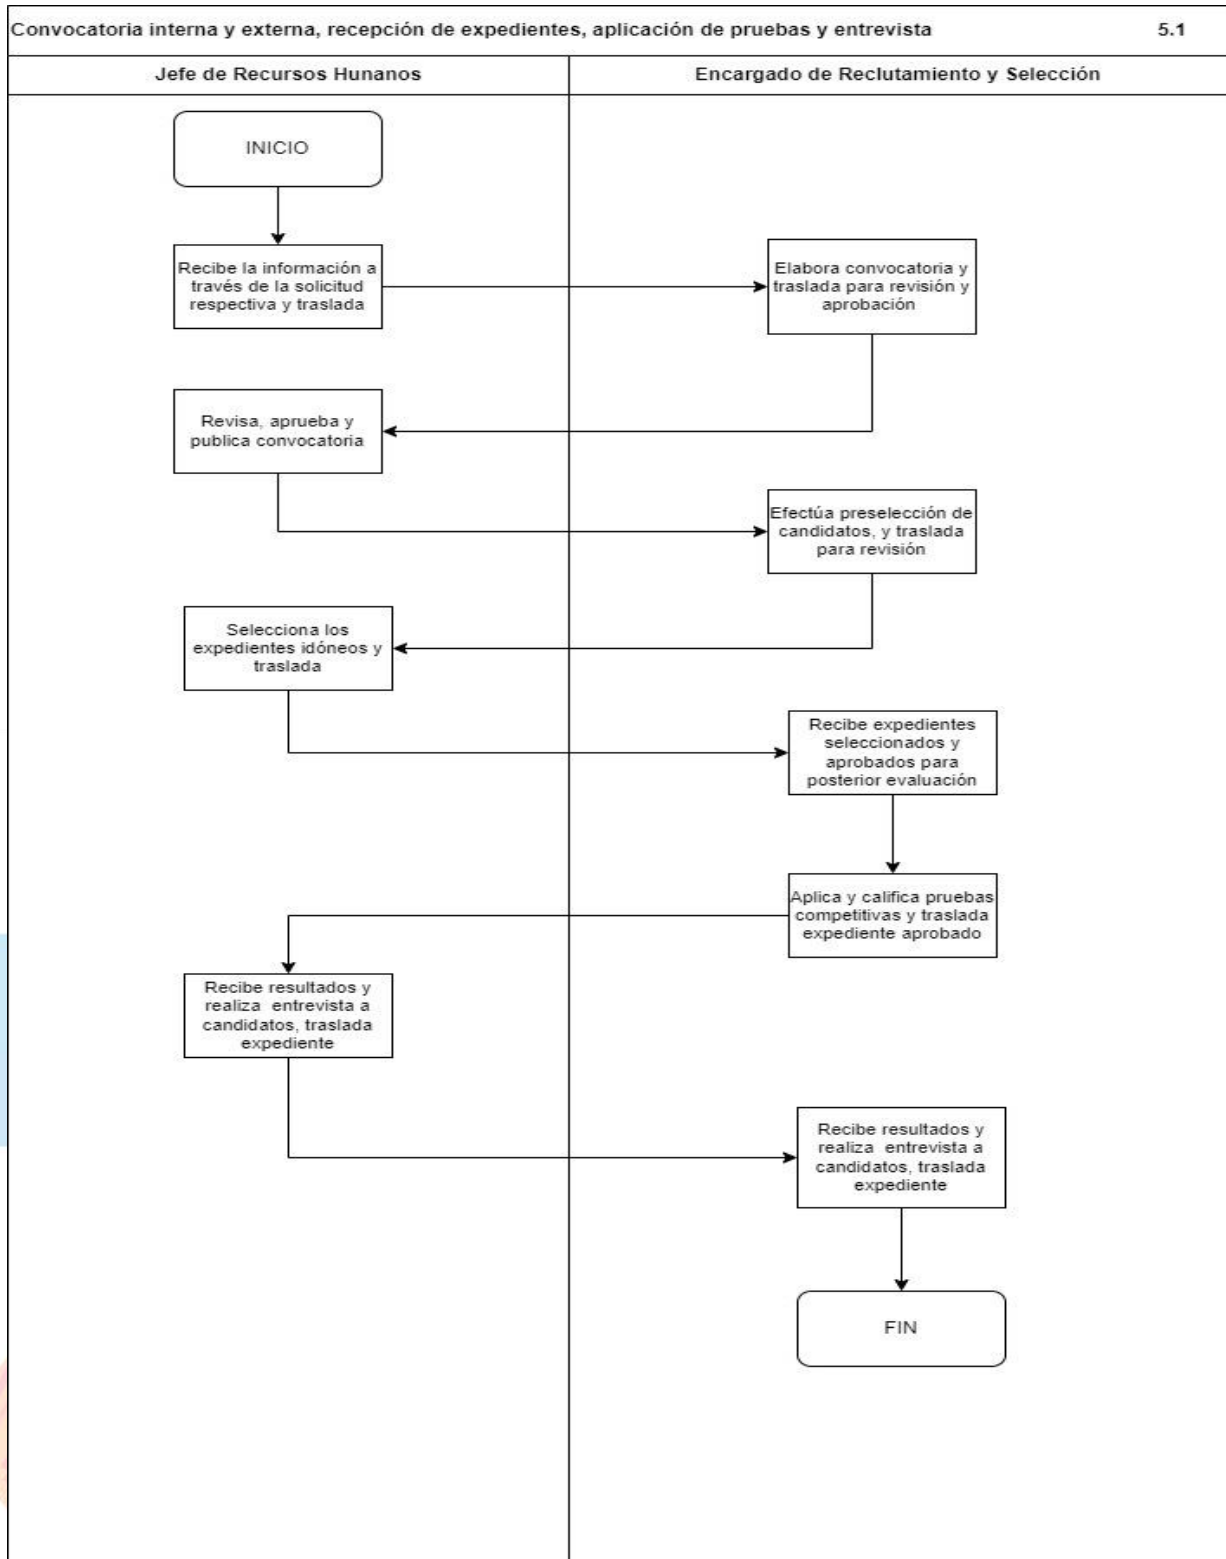 Convocatoria interna y externa, recepción de expedientes, aplicación de pruebas y entrevista 5.1
Jefe de Recursos Hunanos
Encargado de Reclutamiento y Selección
INICIO
Recibe la información a
través de la solicitud
respectiva y traslada
Elabora convocatoria y
traslada para revisión y
aprobación
Revisa, aprueba y
publica convocatoria
Efectúa preselección de
candidatos, y traslada
para revisión
Selecciona los
expedientes idóneos y
traslada
Recibe expedientes
seleccionados y
aprobados para
posterior evaluación
Aplica y califica pruebas
competitivas y traslada
expediente aprobado
Recibe resultados y
realiza entrevista a
candidatos, traslada
expediente
Recibe resultados y
realiza entrevista a
candidatos, traslada
expediente
FIN